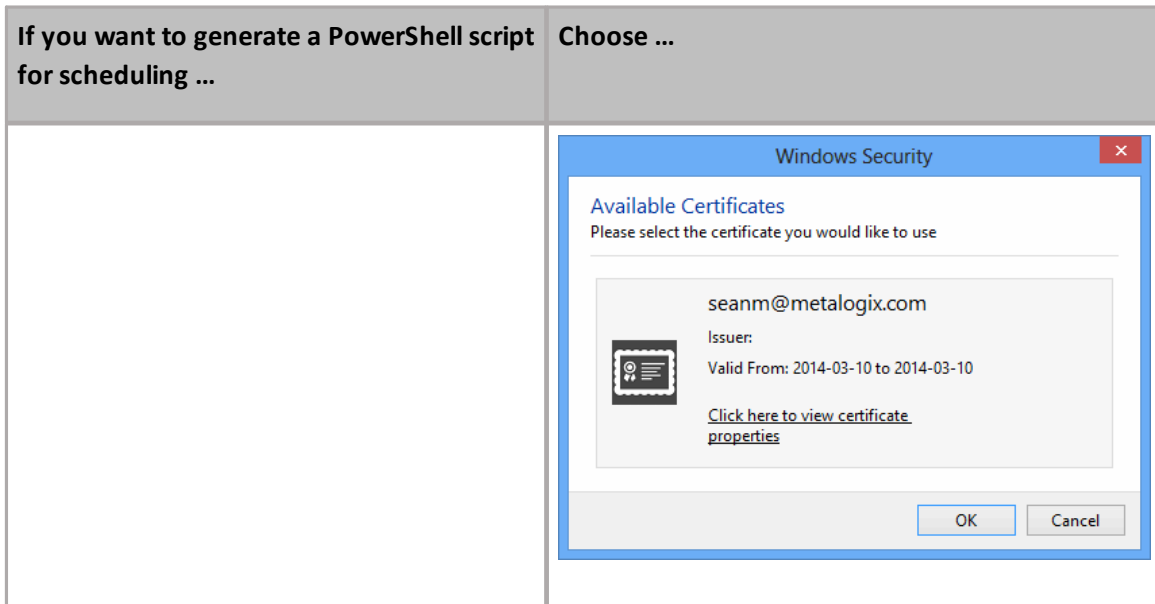 If you want to generate a PowerShell script
for scheduling …
Choose …
Windows Security
Available Certificates
Please select the certificate you would like to use
seanm@metalogix.com
Issuer:
Valid From: 2014-03-10 to 2014-03-10
Click here to view certificate
properties
OK
Cancel